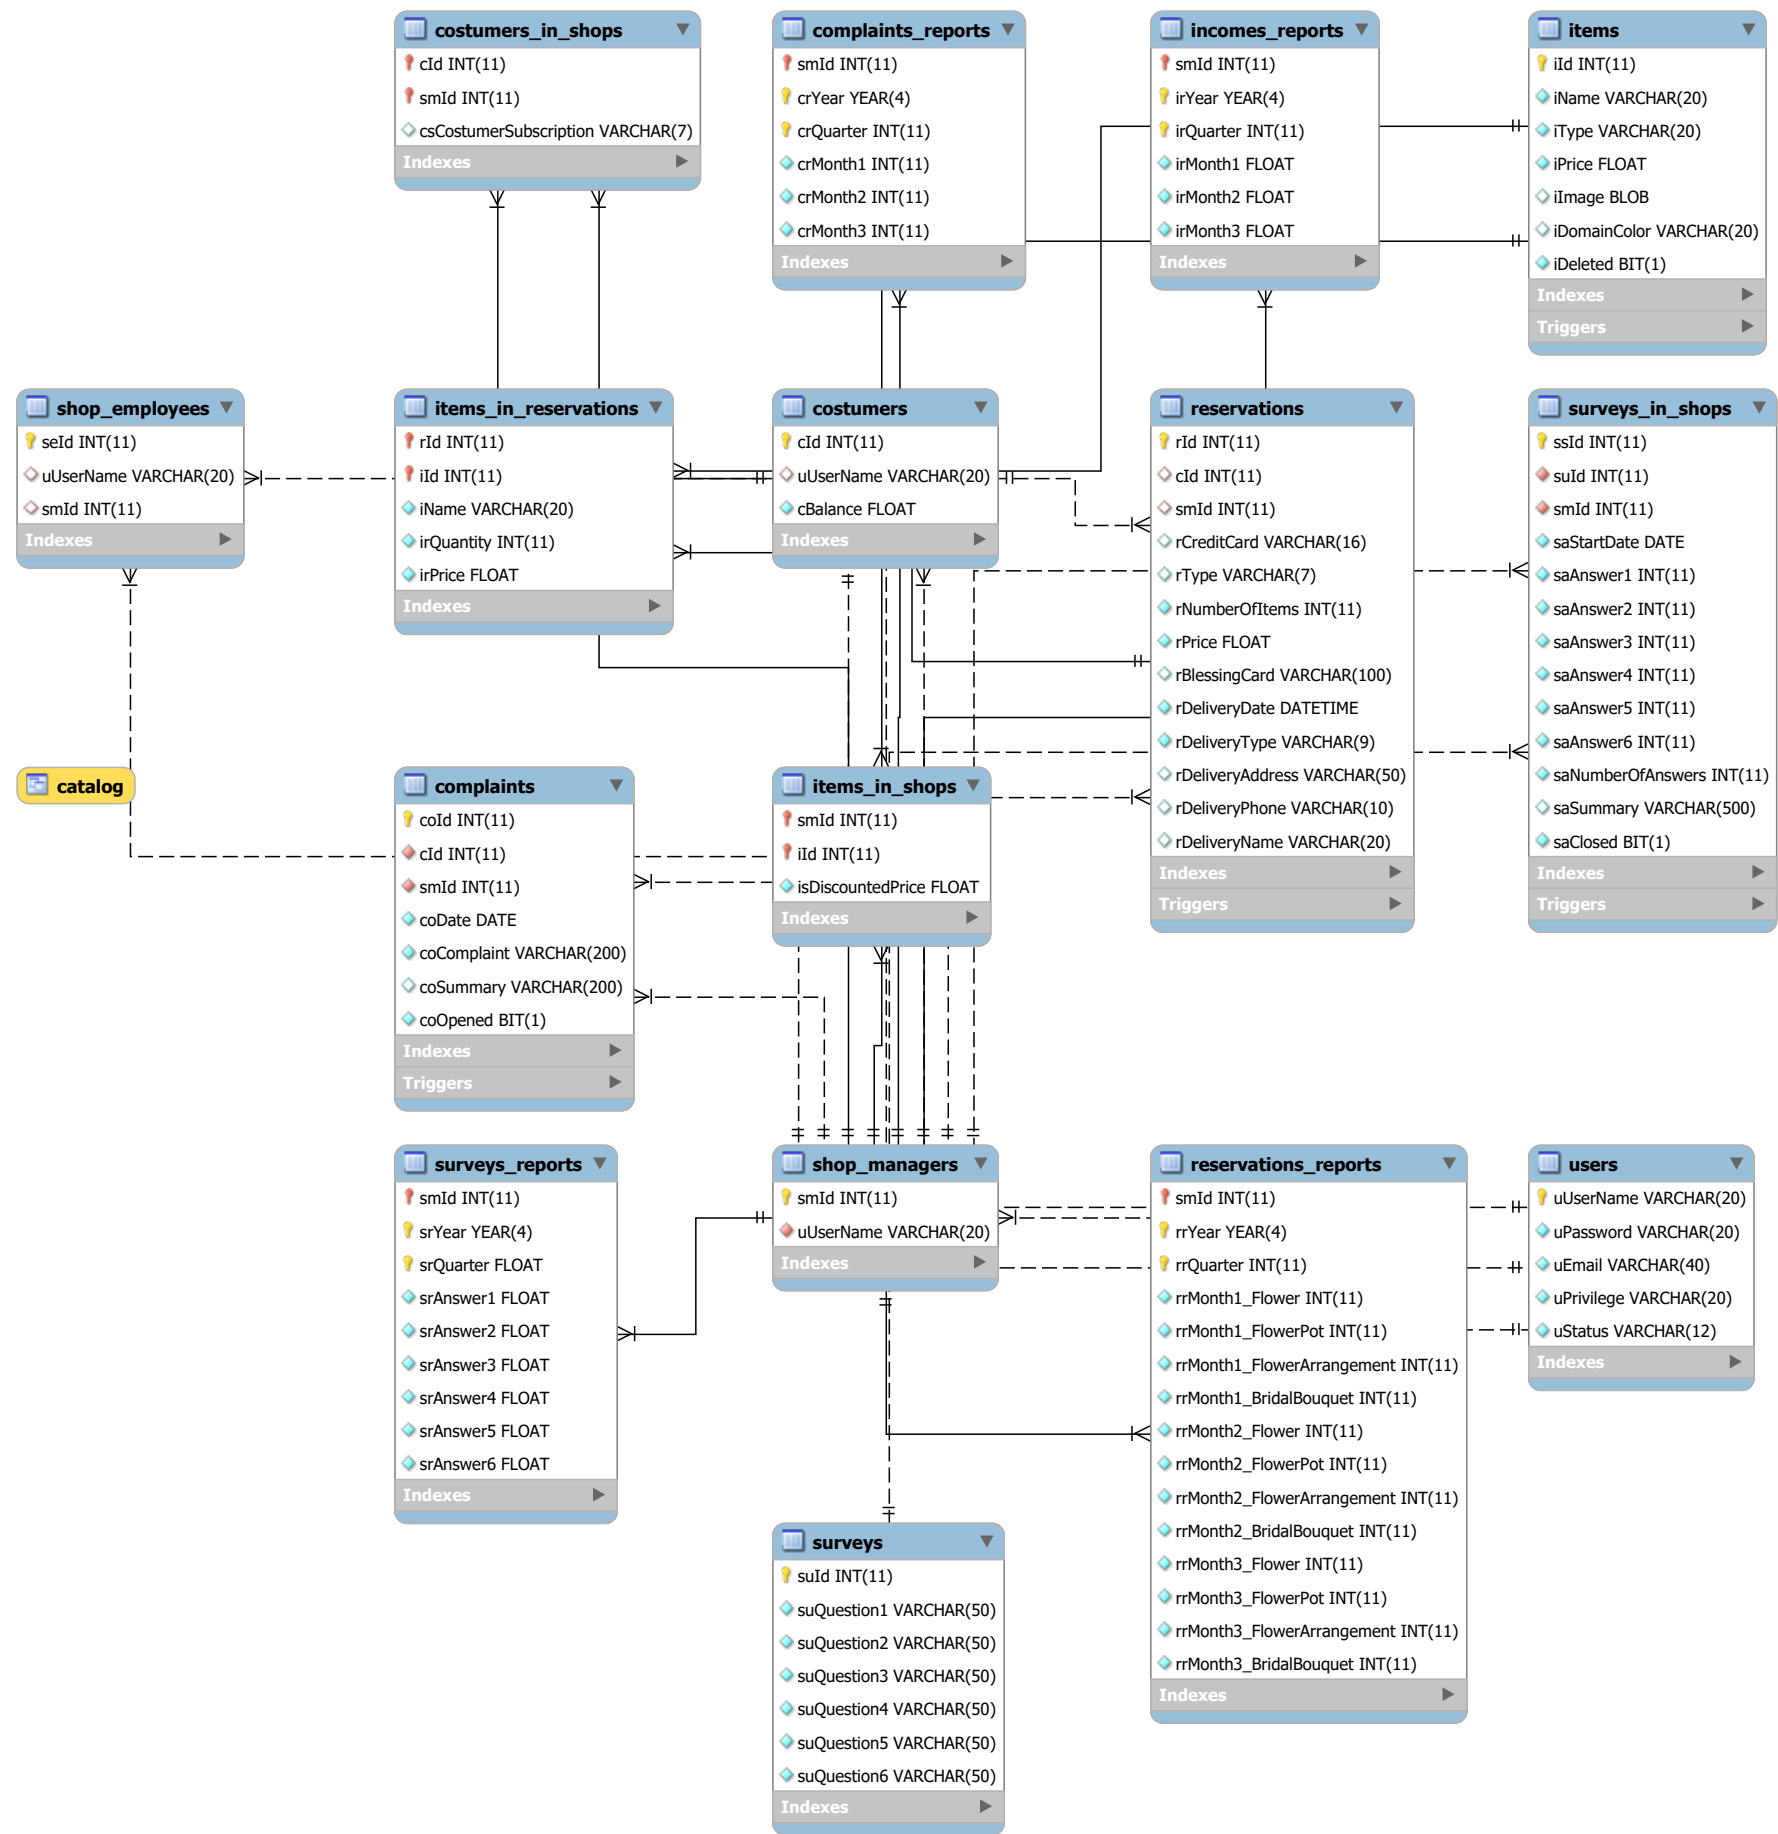 costumers_in_shops
cId INT(11)
smId INT(11)
csCostumerSubscription VARCHAR(7)
Indexes
complaints_reports
smId INT(11)
crYear YEAR(4)
crQuarter INT(11)
crMonth1 INT(11)
crMonth2 INT(11)
crMonth3 INT(11)
Indexes
incomes_reports
smId INT(11)
irYear YEAR(4)
irQuarter INT(11)
irMonth1 FLOAT
irMonth2 FLOAT
irMonth3 FLOAT
Indexes
items
iId INT(11)
iName VARCHAR(20)
iType VARCHAR(20)
iPrice FLOAT
iImage BLOB
iDomainColor VARCHAR(20)
iDeleted BIT(1)
Indexes
Triggers
shop_employees
seId INT(11)
uUserName VARCHAR(20)
smId INT(11)
Indexes
items_in_reservations
rId INT(11)
iId INT(11)
iName VARCHAR(20)
irQuantity INT(11)
irPrice FLOAT
Indexes
costumers
cId INT(11)
uUserName VARCHAR(20)
cBalance FLOAT
Indexes
reservations
rId INT(11)
cId INT(11)
smId INT(11)
rCreditCard VARCHAR(16)
rType VARCHAR(7)
rNumberOfItems INT(11)
rPrice FLOAT
rBlessingCard VARCHAR(100)
rDeliveryDate DATETIME
rDeliveryType VARCHAR(9)
rDeliveryAddress VARCHAR(50)
rDeliveryPhone VARCHAR(10)
rDeliveryName VARCHAR(20)
Indexes
Triggers
surveys_in_shops
ssId INT(11)
suId INT(11)
smId INT(11)
saStartDate DATE
saAnswer1 INT(11)
saAnswer2 INT(11)
saAnswer3 INT(11)
saAnswer4 INT(11)
saAnswer5 INT(11)
saAnswer6 INT(11)
saNumberOfAnswers INT(11)
saSummary VARCHAR(500)
saClosed BIT(1)
Indexes
Triggers
catalog
complaints
coId INT(11)
cId INT(11)
smId INT(11)
coDate DATE
coComplaint VARCHAR(200)
coSummary VARCHAR(200)
coOpened BIT(1)
Indexes
Triggers
items_in_shops
smId INT(11)
iId INT(11)
isDiscountedPrice FLOAT
Indexes
surveys_reports
smId INT(11)
srYear YEAR(4)
srQuarter FLOAT
srAnswer1 FLOAT
srAnswer2 FLOAT
srAnswer3 FLOAT
srAnswer4 FLOAT
srAnswer5 FLOAT
srAnswer6 FLOAT
Indexes
shop_managers
smId INT(11)
uUserName VARCHAR(20)
Indexes
reservations_reports
smId INT(11)
rrYear YEAR(4)
rrQuarter INT(11)
rrMonth1_Flower INT(11)
rrMonth1_FlowerPot INT(11)
rrMonth1_FlowerArrangement INT(11)
rrMonth1_BridalBouquet INT(11)
rrMonth2_Flower INT(11)
rrMonth2_FlowerPot INT(11)
rrMonth2_FlowerArrangement INT(11)
rrMonth2_BridalBouquet INT(11)
rrMonth3_Flower INT(11)
rrMonth3_FlowerPot INT(11)
rrMonth3_FlowerArrangement INT(11)
rrMonth3_BridalBouquet INT(11)
Indexes
users
uUserName VARCHAR(20)
uPassword VARCHAR(20)
uEmail VARCHAR(40)
uPrivilege VARCHAR(20)
uStatus VARCHAR(12)
Indexes
surveys
suId INT(11)
suQuestion1 VARCHAR(50)
suQuestion2 VARCHAR(50)
suQuestion3 VARCHAR(50)
suQuestion4 VARCHAR(50)
suQuestion5 VARCHAR(50)
suQuestion6 VARCHAR(50)
Indexes